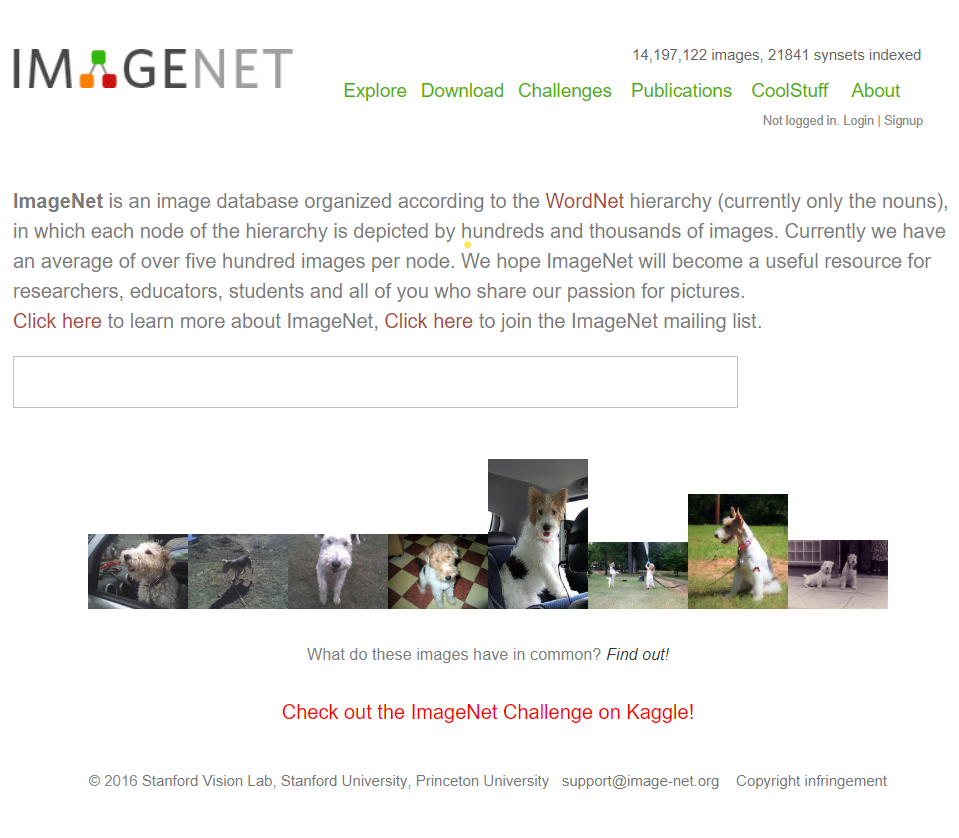 IMAGENET
14,197,122 images, 21841 synsets indexed
Explore Download Challenges Publications CoolStuff About
Not logged in. Login | Signup
ImageNet is an image database organized according to the WordNet hierarchy (currently only the nouns),
in which each node of the hierarchy is depicted by hundreds and thousands of images. Currently we have
an average of over five hundred images per node. We hope ImageNet will become a useful resource for
researchers, educators, students and all of you who share our passion for pictures.
Click here to learn more about ImageNet, Click here to join the ImageNet mailing list.
What do these images have in common? Find out!
Check out the ImageNet Challenge on Kaggle!
© 2016 Stanford Vision Lab, Stanford University, Princeton University support@image-net.org Copyright infringement